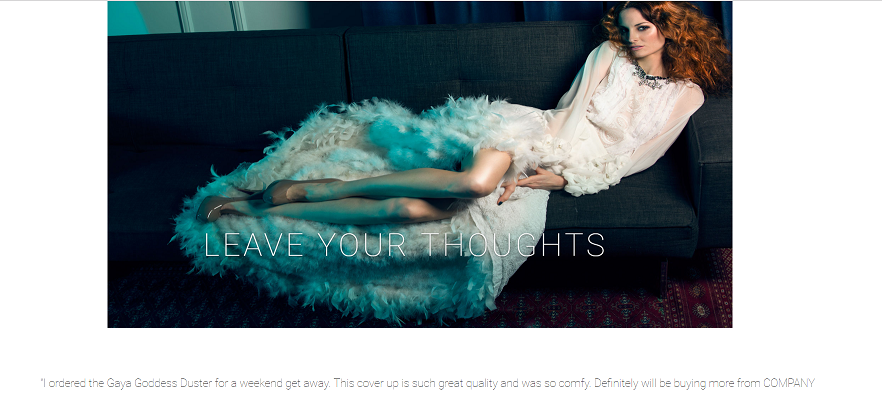 LEAVE YOUR THOUGHTS
"I ordered the Gaya Goddess Duster for a weekend get away. This cover up is such great quality and was so comfy. Definitely will be buying more from COMPANY